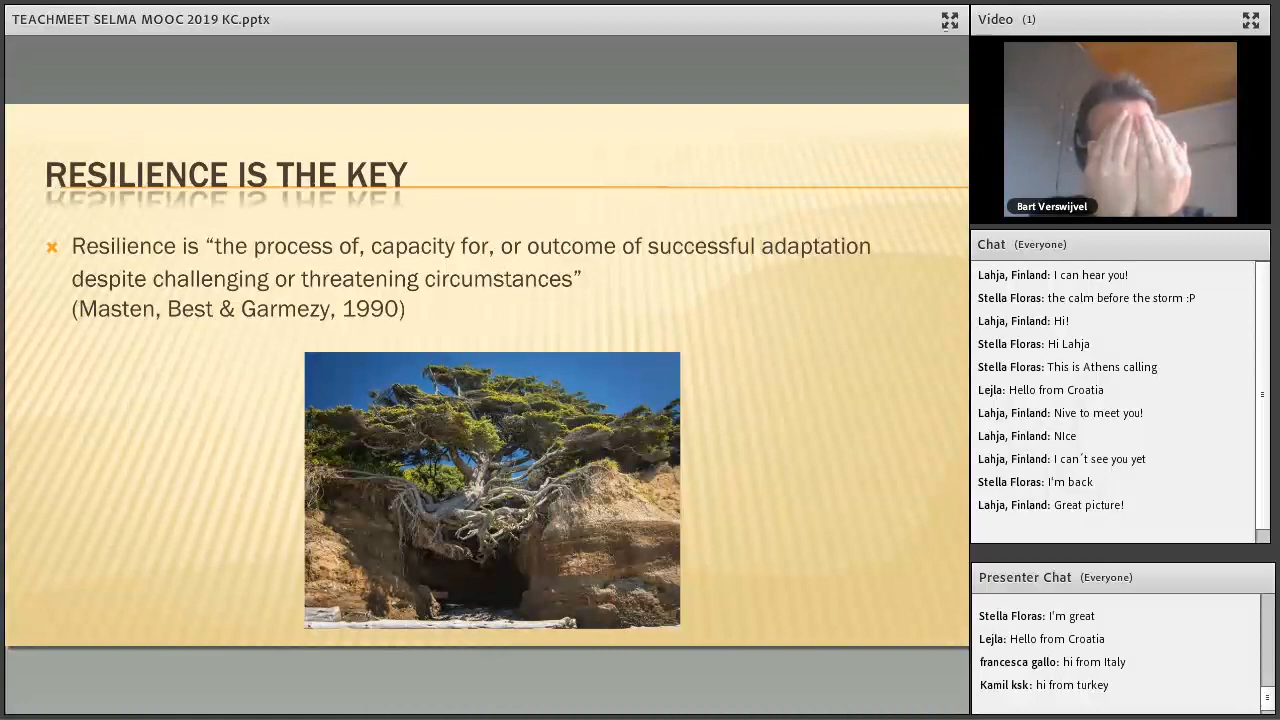 TEACHMEET SELMA MOOC 2019 KC.pptx
RESILIENCE IS THE KEY
Resilience is “the process of, capacity for, or outcome of successful adaptation
despite challenging or threatening circumstances”
(Masten, Best & Garmezy, 1990)
Video (1)
Bart Verswijvel
Chat (Everyone)
Lahja, Finland: I can hear you!
Stella Floras: the calm before the storm :P
Lahja, Finland: Hi!
Stella Floras: Hi Lahja
Stella Floras: This is Athens calling
Lejla: Hello from Croatia
Lahja, Finland: Nive to meet you!
Lahja, Finland: NIce
Lahja, Finland: I can´t see you yet
Stella Floras: I'm back
Lahja, Finland: Great picture!
Presenter Chat (Everyone)
Stella Floras: I'm great
Lejla: Hello from Croatia
francesca gallo: hi from Italy
Kamil ksk: hi from turkey